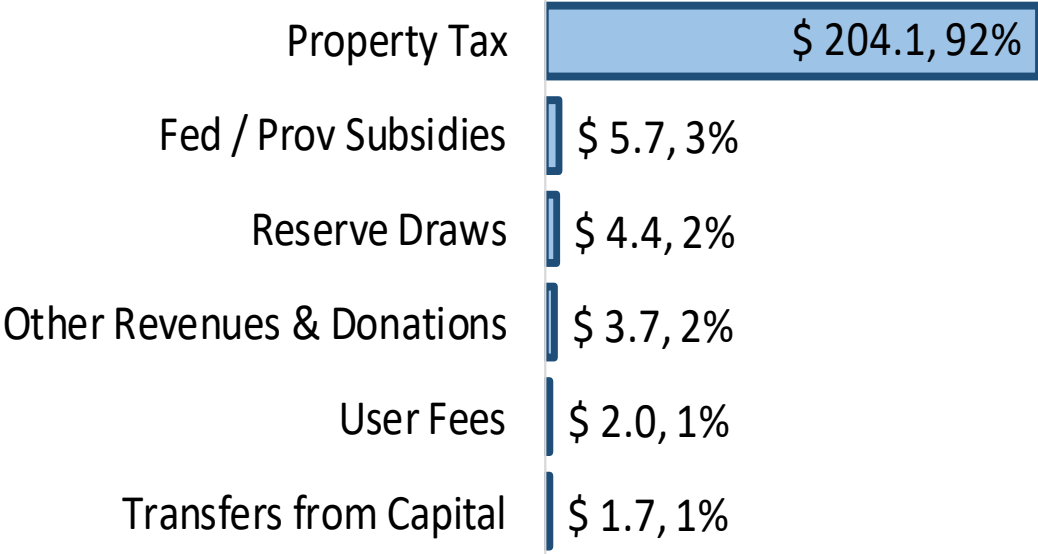 Property Tax $ 204.1, 92%
Fed / Prov Subsidies $ 5.7, 3%
Reserve Draws $ 4.4, 2%
Other Revenues & Donations $ 3.7, 2%
User Fees $ 2.0, 1%
Transfers from Capital $ 1.7, 1%